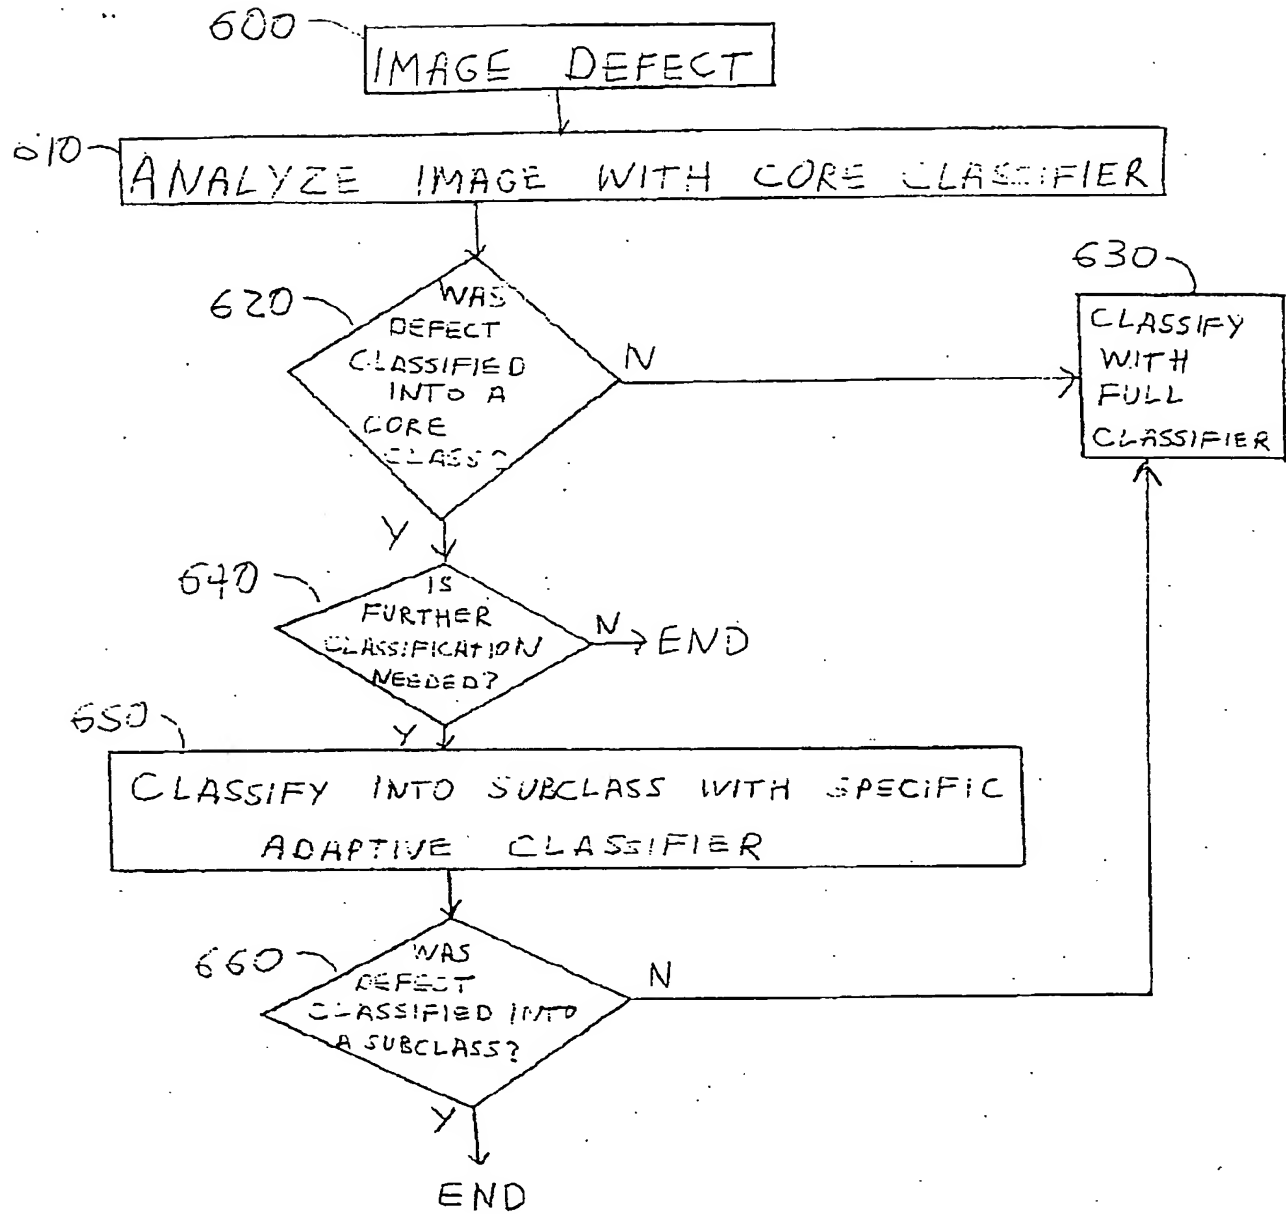 600
IMAGE DEFECT
610
ANALYZE IMAGE WITH CORE CLASSIFIER
620
WAS
DEFECT
CLASSIFIED
INTO A
CORE
CLASS?
N
630
CLASSIFY
WITH
FULL
CLASSIFIER
Y
640
IS
FURTHER
CLASSIFICATION
NEEDED?
N
END
Y
650
CLASSIFY INTO SUBCLASS WITH SPECIFIC
ADAPTIVE CLASSIFIER
660
WAS
DEFECT
CLASSIFIED INTO
A SUBCLASS?
N
Y
END